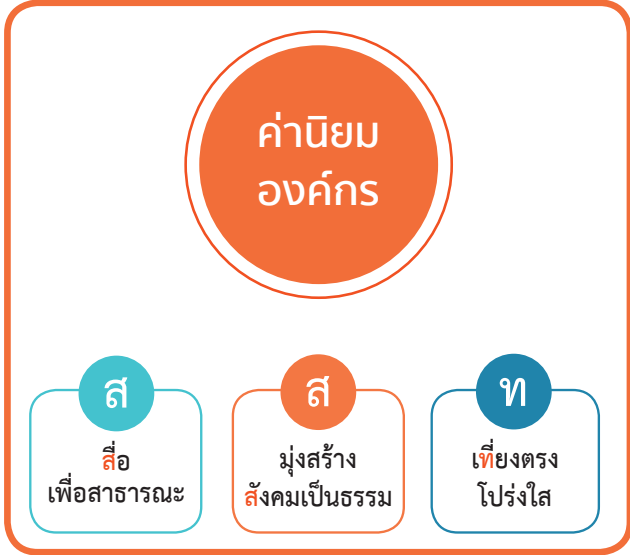 ค่านิยม
องค์กร
ส
สื่อ
เพื่อสาธารณะ
ส
มุ่งสร้าง
สังคมเป็นธรรม
ท
เที่ยงตรง
โปร่งใส